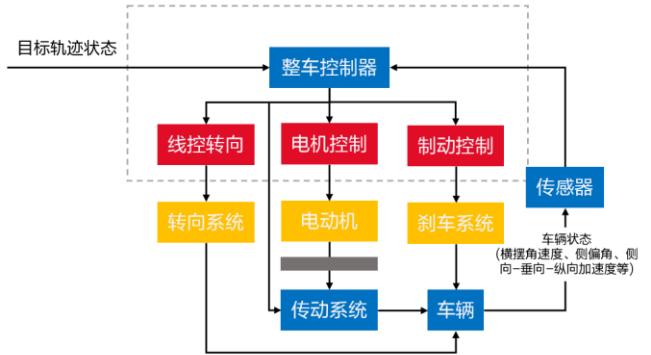 目标轨迹状态
整车控制器
线控转向
电机控制
制动控制
传感器
转向系统
电动机
刹车系统
车辆状态
(横摆角速度、侧偏角、侧
向-垂向-纵向加速度等)
传动系统
车辆